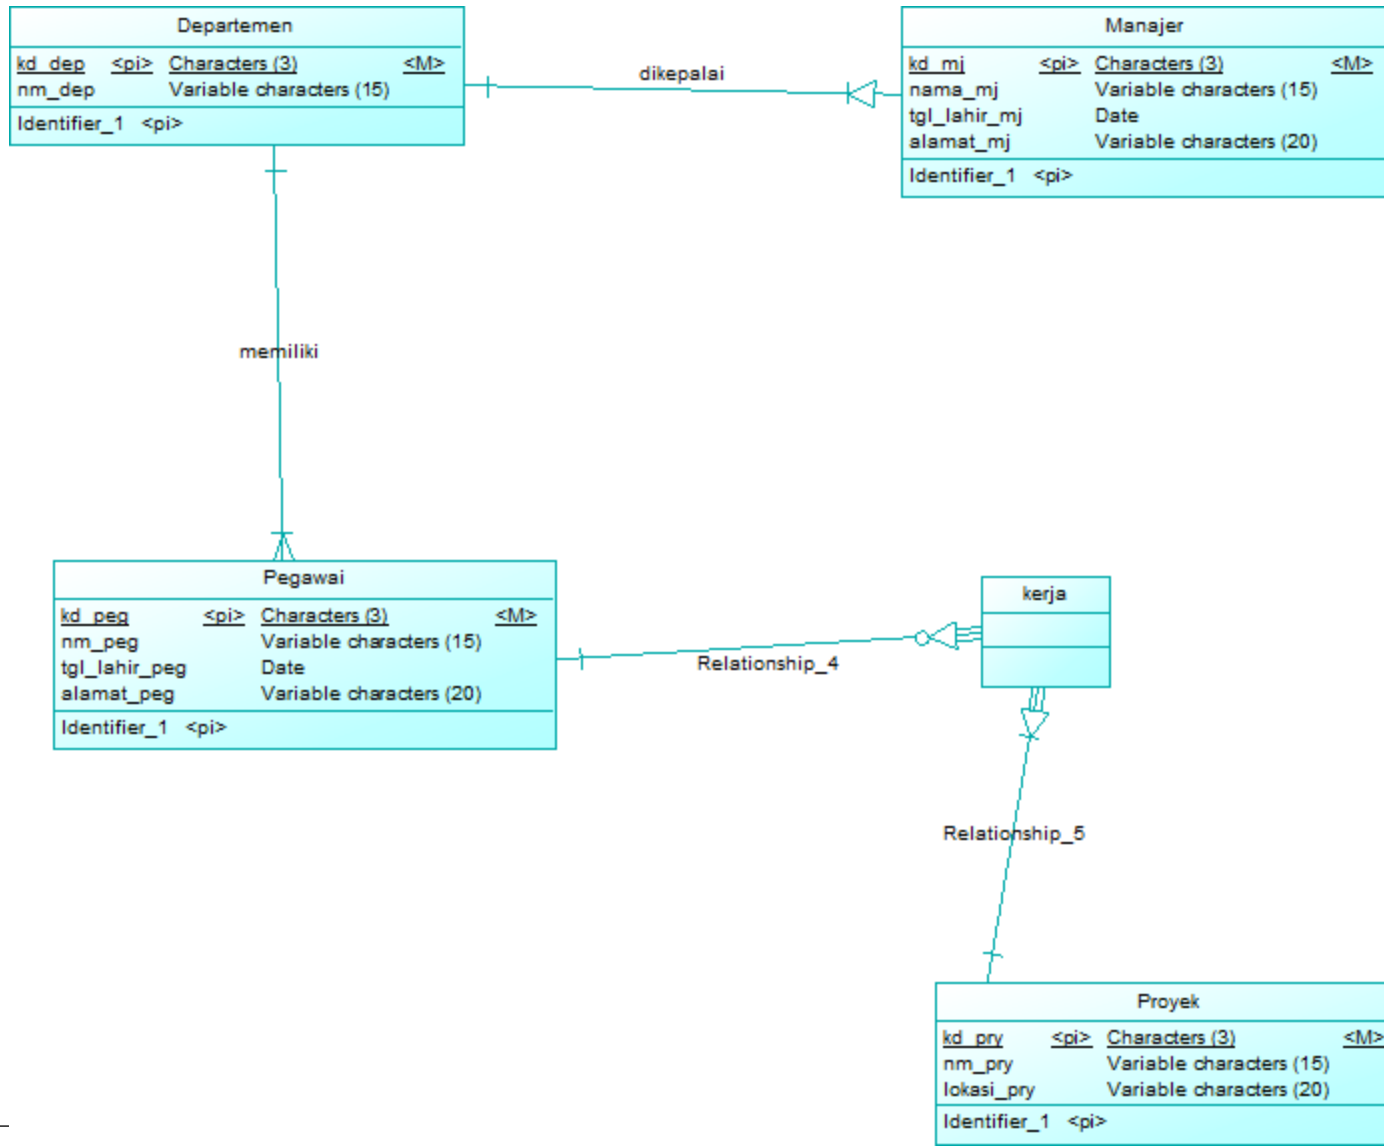 Departemen
kd_dep <pi> Characters (3) <M>
nm_dep Variable characters (15)
Identifier_1 <pi>
dikepalai
Manajer
kd_mj <pi> Characters (3) <M>
nama_mj Variable characters (15)
tgl_lahir_mj Date
alamat_mj Variable characters (20)
Identifier_1 <pi>
memiliki
Pegawai
kd_peg <pi> Characters (3) <M>
nm_peg Variable characters (15)
tgl_lahir_peg Date
alamat_peg Variable characters (20)
Identifier_1 <pi>
Relationship_4
kerja
Relationship_5
Proyek
kd_pry <pi> Characters (3) <M>
nm_pry Variable characters (15)
lokasi_pry Variable characters (20)
Identifier_1 <pi>